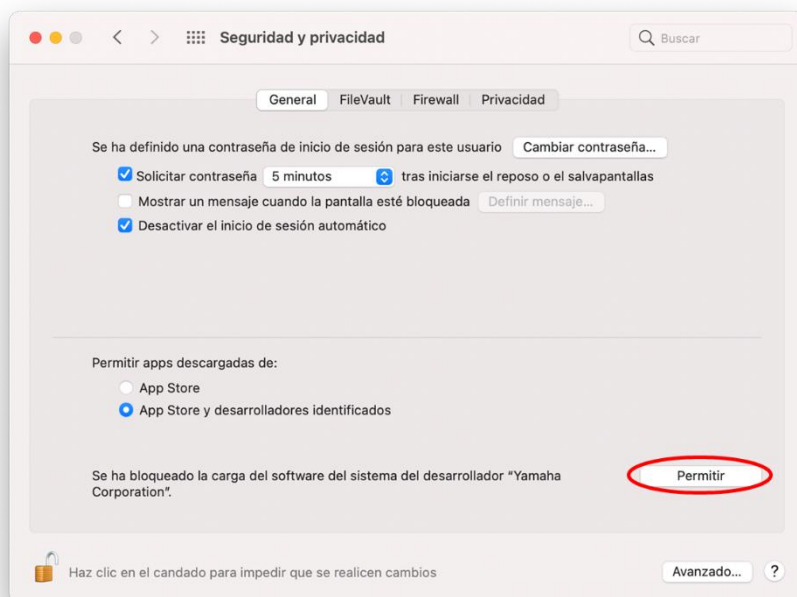 Seguridad y privacidad
Buscar
General FileVault Firewall Privacidad
Se ha definido una contraseña de inicio de sesión para este usuario Cambiar contraseña...
Solicitar contraseña 5 minutos tras iniciarse el reposo o el salvapantallas
Mostrar un mensaje cuando la pantalla esté bloqueada Definir mensaje...
Desactivar el inicio de sesión automático
Permitir apps descargadas de:
App Store
App Store y desarrolladores identificados
Se ha bloqueado la carga del software del sistema del desarrollador “Yamaha
Corporation”.
Permitir
Haz clic en el candado para impedir que se realicen cambios
Avanzado... ?